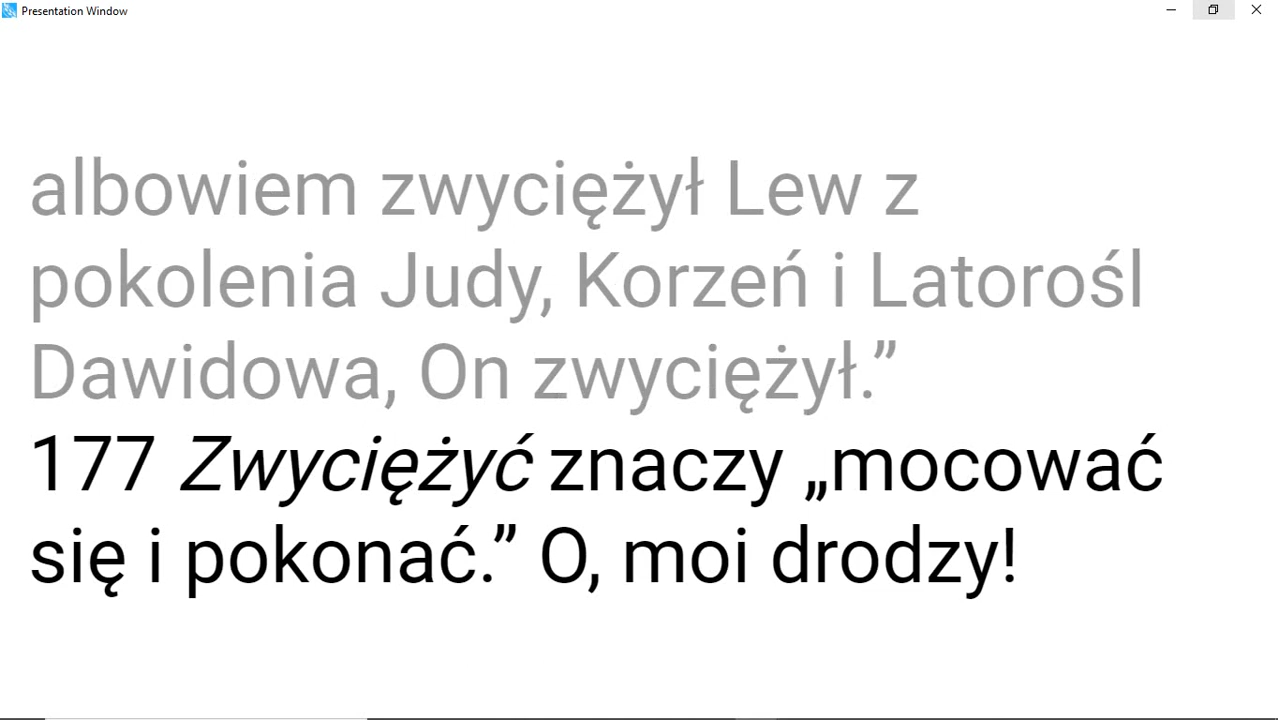 Presentation Window
albowiem zwyciężył Lew z
pokolenia Judy, Korzeń i Latorośl
Dawidowa, On zwyciężył.”
177 Zwyciężyć znaczy „mocować
się i pokonać.” O, moi drodzy!